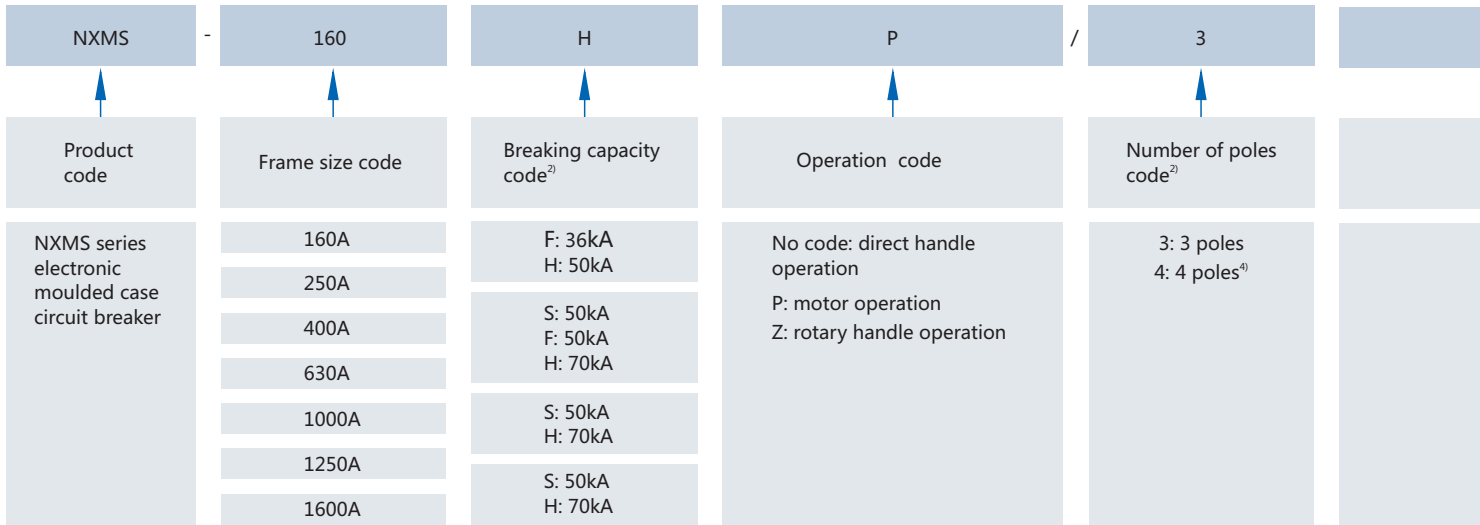 NXMS - 160 H P / 3
Product
code
Frame size code
Breaking capacity
code2)
Operation code
Number of poles
code2)
NXMS series
electronic
moulded case
circuit breaker
160A
250A
400A
630A
1000A
1250A
1600A
F: 36kA
H: 50kA
S: 50kA
F: 50kA
H: 70kA
S: 50kA
H: 70kA
S: 50kA
H: 70kA
No code: direct handle
operation
P: motor operation
Z: rotary handle operation
3: 3 poles
4: 4 poles4)